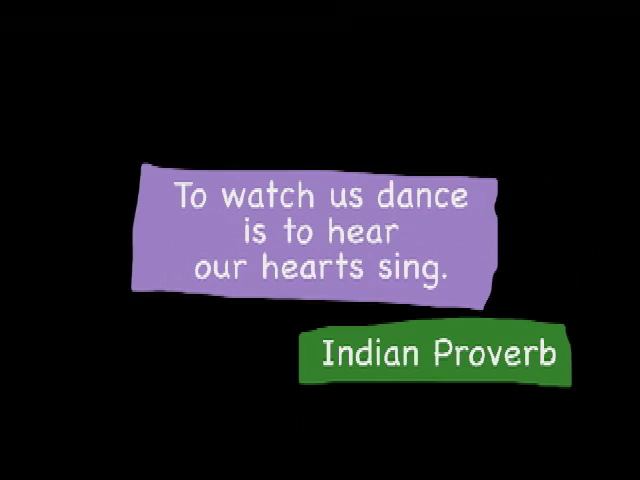 To watch us dance
is to hear
our hearts sing.
Indian Proverb